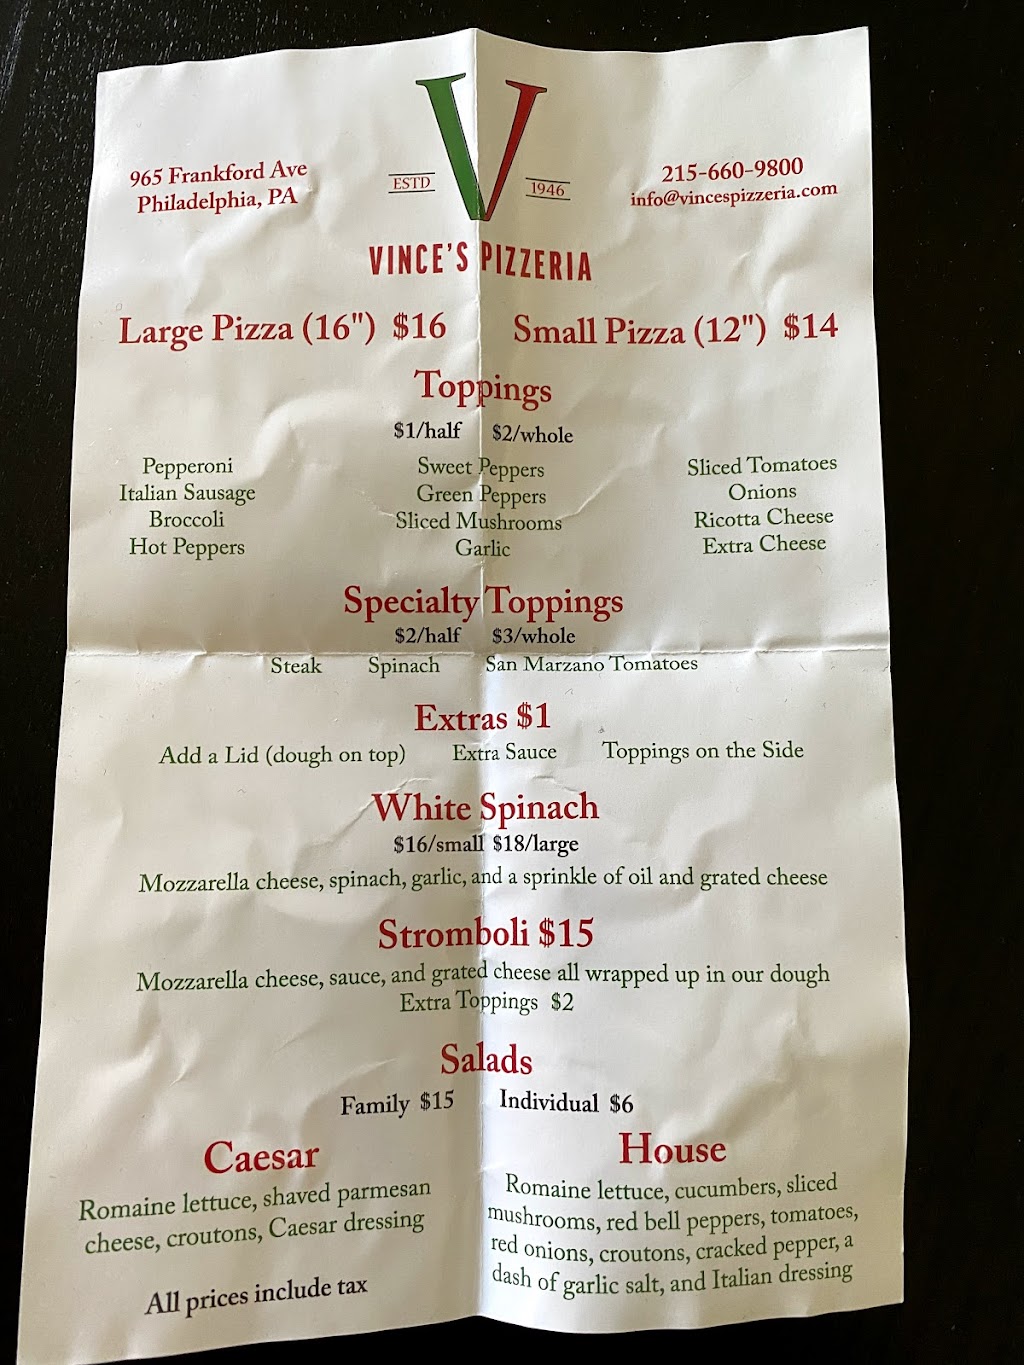 965 Frankford Ave
Philadelphia, PA
ESTD
V
1946
215-660-9800
info@vincespizzeria.com
VINCE'S PIZZERIA
Large Pizza (16") $16
Small Pizza (12") $14
Toppings
$1/half $2/whole
Pepperoni
Italian Sausage
Broccoli
Hot Peppers
Sweet Peppers
Green Peppers
Sliced Mushrooms
Garlic
Sliced Tomatoes
Onions
Ricotta Cheese
Extra Cheese
Specialty Toppings
$2/half $3/whole
Steak Spinach San Marzano Tomatoes
Extras $1
Add a Lid (dough on top) Extra Sauce Toppings on the Side
White Spinach
$16/small $18/large
Mozzarella cheese, spinach, garlic, and a sprinkle of oil and grated cheese
Stromboli $15
Mozzarella cheese, sauce, and grated cheese all wrapped up in our dough
Extra Toppings $2
Salads
Family $15 Individual $6
Caesar
Romaine lettuce, shaved parmesan
cheese, croutons, Caesar dressing
House
Romaine lettuce, cucumbers, sliced
mushrooms, red bell peppers, tomatoes,
red onions, croutons, cracked pepper, a
dash of garlic salt, and Italian dressing
All prices include tax